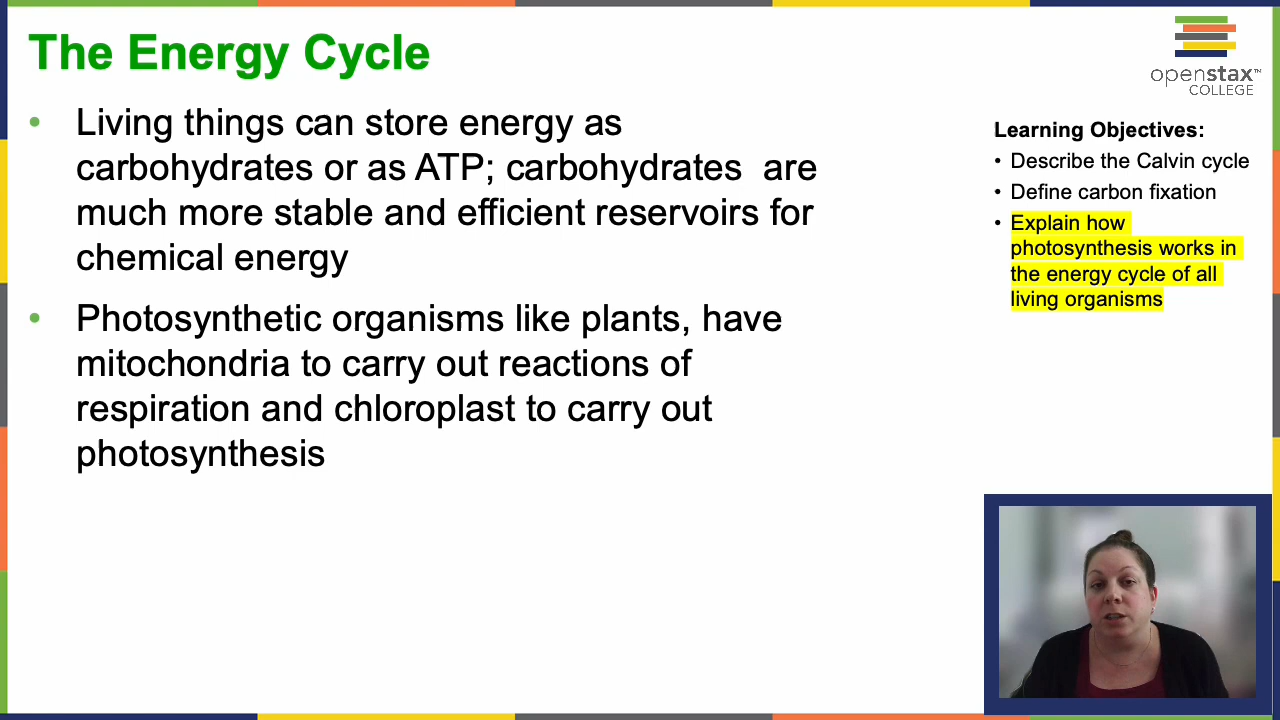 The Energy Cycle
• Living things can store energy as
carbohydrates or as ATP; carbohydrates  are
much more stable and efficient reservoirs for
chemical energy
• Photosynthetic organisms like plants, have
mitochondria to carry out reactions of
respiration and chloroplast to carry out
photosynthesis
openstax™
COLLEGE
Learning Objectives:
• Describe the Calvin cycle
• Define carbon fixation
• Explain how
photosynthesis works in
the energy cycle of all
living organisms